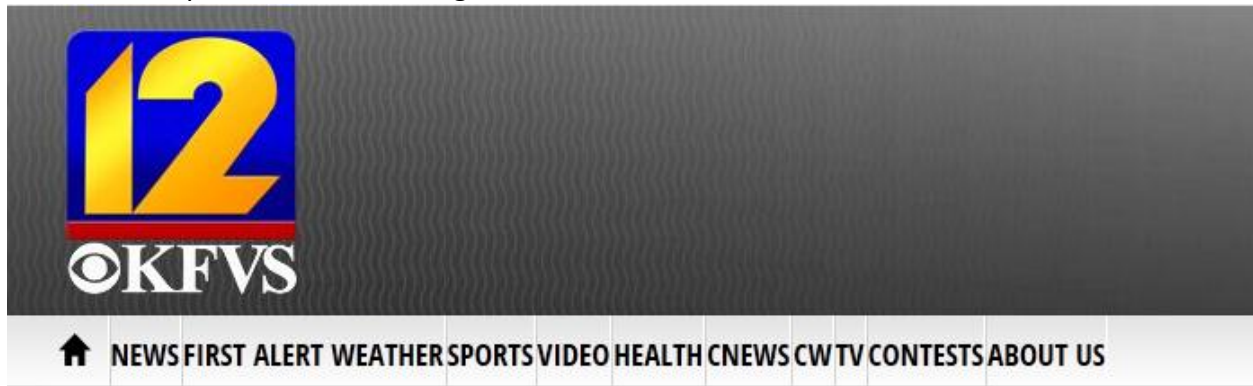 12
KFVS
NEWS FIRST ALERT WEATHER SPORTS VIDEO HEALTH CNEWS CW TV CONTESTS ABOUT US